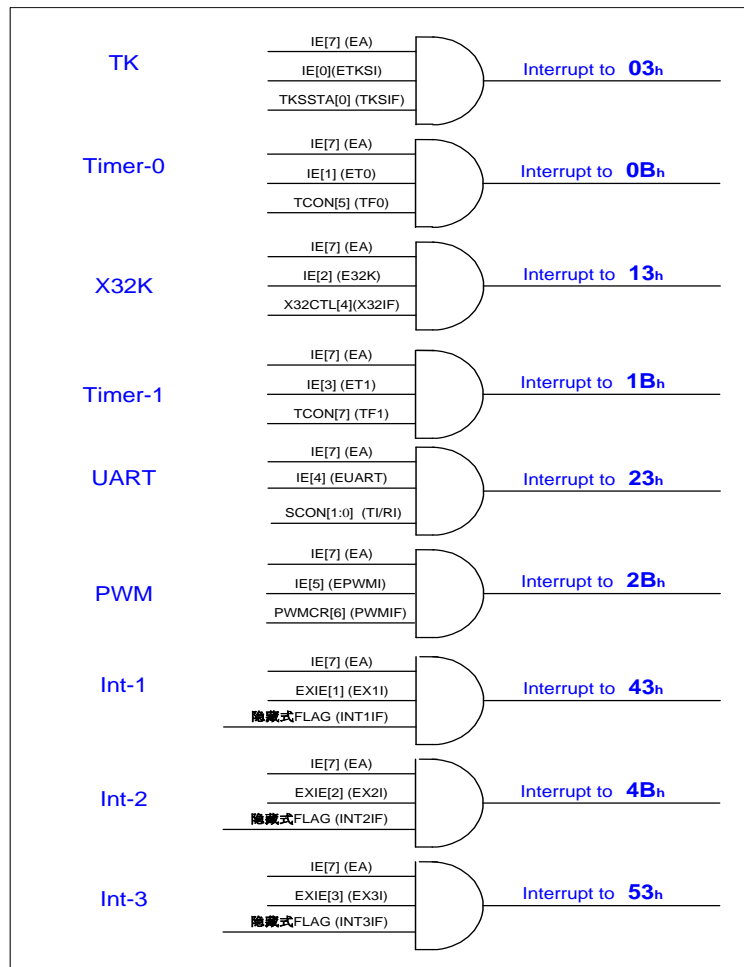 IE[7] (EA)
TK
IE[0](ETKSI)
Interrupt to 03h
TKSSTA[0] (TKSIF)
IE[7] (EA)
Timer-0
IE[1] (ET0)
Interrupt to 0Bh
TCON[5] (TF0)
IE[7] (EA)
X32K
IE[2] (E32K)
Interrupt to 13h
X32CTL[4](X32IF)
IE[7] (EA)
Timer-1
IE[3] (ET1)
Interrupt to 1Bh
TCON[7] (TF1)
IE[7] (EA)
UART
IE[4] (EUART)
Interrupt to 23h
SCON[1:0] (TI/RI)
IE[7] (EA)
PWM
IE[5] (EPWMI)
Interrupt to 2Bh
PWMCR[6] (PWMIF)
IE[7] (EA)
Int-1
EXIE[1] (EX1I)
Interrupt to 43h
隐藏式FLAG (INT1IF)
IE[7] (EA)
Int-2
EXIE[2] (EX2I)
Interrupt to 4Bh
隐藏式FLAG (INT2IF)
IE[7] (EA)
Int-3
EXIE[3] (EX3I)
Interrupt to 53h
隐藏式FLAG (INT3IF)